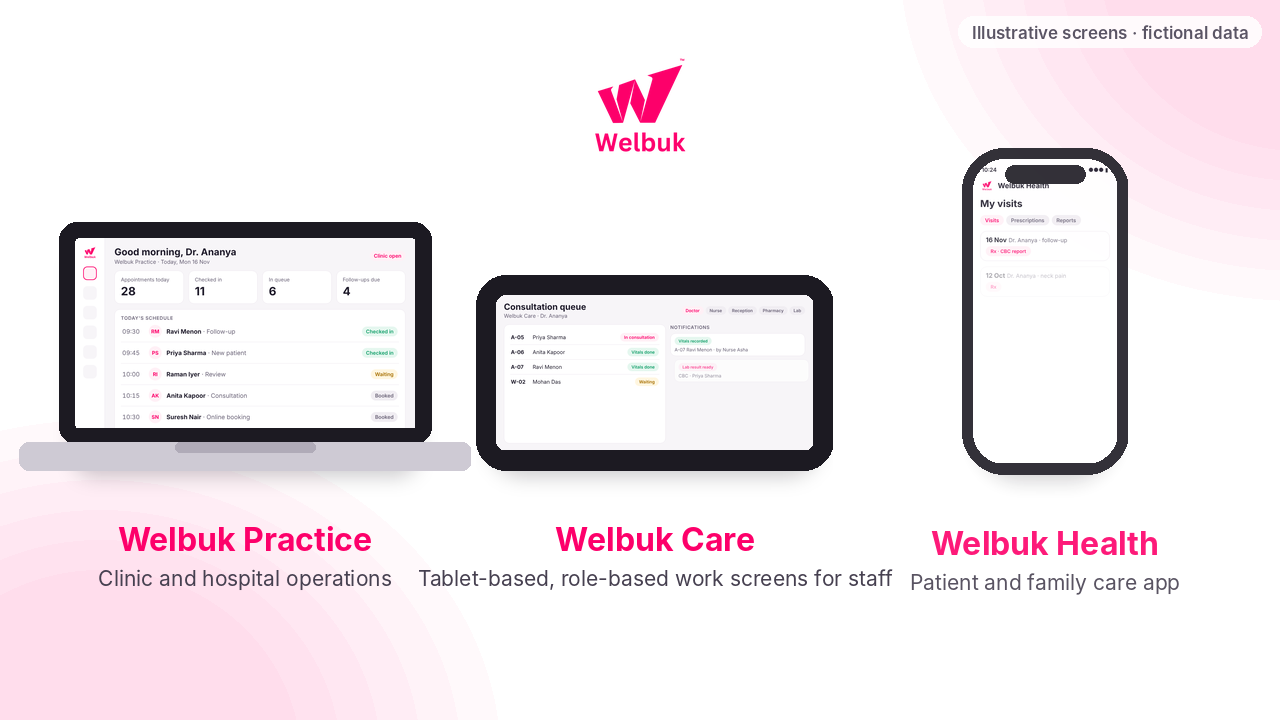 Illustrative screens · fictional data
™
Welbuk
Good morning, Dr. Ananya
Welbuk Practice · Today, Mon 16 Nov
Clinic open
Appointments today
28
Checked in
11
In queue
6
Follow-ups due
4
TODAY'S SCHEDULE
09:30 RM Ravi Menon · Follow-up Checked in
09:45 PS Priya Sharma · New patient Checked in
10:00 RI Raman Iyer · Review Waiting
10:15 AK Anita Kapoor · Consultation Booked
10:30 SN Suresh Nair · Online booking Booked
Consultation queue
Welbuk Care · Dr. Ananya
Doctor Nurse Reception Pharmacy Lab
A-05 Priya Sharma In consultation
A-06 Anita Kapoor Vitals done
A-07 Ravi Menon Vitals done
W-02 Mohan Das Waiting
NOTIFICATIONS
Vitals recorded
A-07 Ravi Menon · by Nurse Asha
Lab result ready
CBC · Priya Sharma
10:24
Welbuk Health
My visits
Visits Prescriptions Reports
16 Nov Dr. Ananya · follow-up
Rx · CBC report
12 Oct Dr. Ananya · neck pain
Rx
Welbuk Practice
Clinic and hospital operations
Welbuk Care
Tablet-based, role-based work screens for staff
Welbuk Health
Patient and family care app